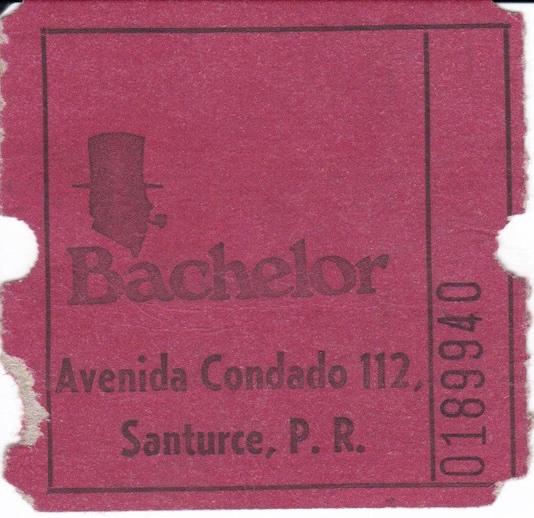 Bachelor
Avenida Condado 112,
Santurce, P. R.
0189940